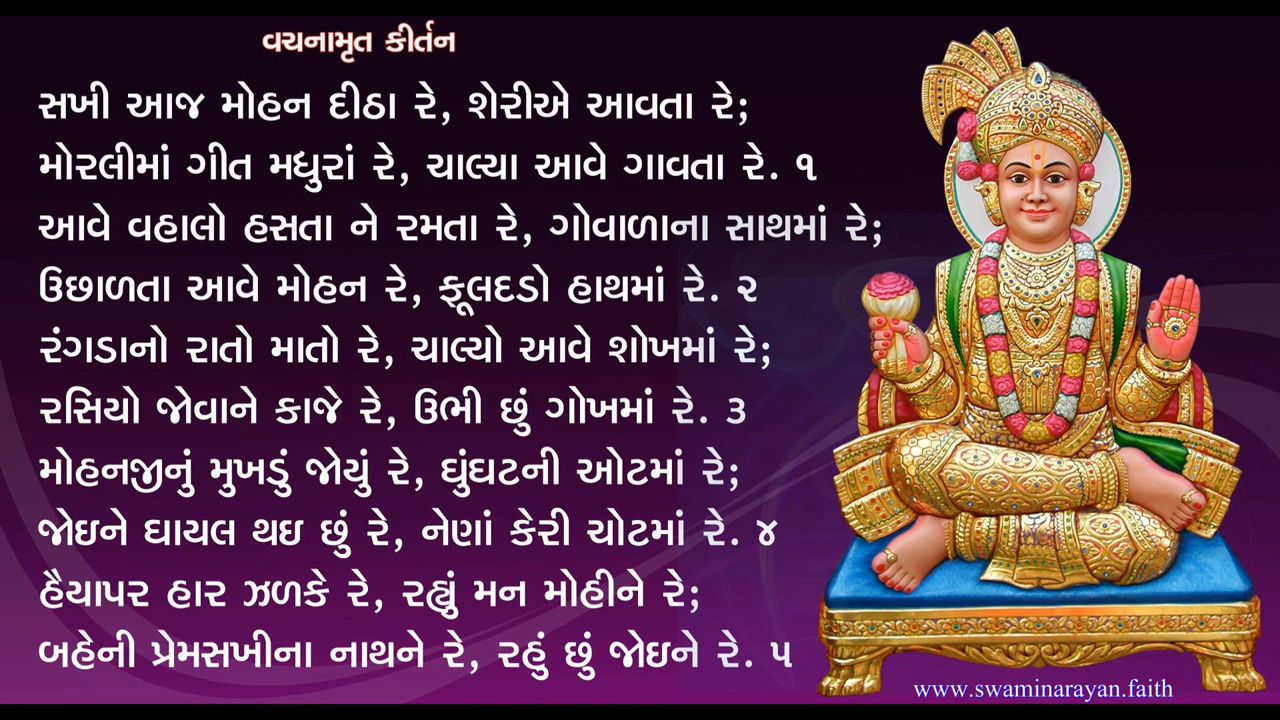 વચનામૃત કીર્તન
સખી આજ મોહન દીઠા રે, શેરીએ આવતા રે;
મોરલીમાં ગીત મધુરાં રે, ચાલ્યા આવે ગાવતા રે. ૧
આવે વહાલો હસતા ને રમતા રે, ગોવાળાના સાથમાં રે;
ઉછાળતા આવે મોહન રે, ફૂલદડો હાથમાં રે. ૨
રંગડાનો રાતો માતો રે, ચાલ્યો આવે શોખમાં રે;
રસિયો જોવાને કાજે રે, ઉભી છું ગોખમાં રે. ૩
મોહનજીનું મુખડું જોયું રે, ઘુંઘટની ઓટમાં રે;
જોઇને ઘાયલ થઇ છું રે, નેણાં કેરી ચોટમાં રે. ૪
હૈયાપર હાર ઝળકે રે, રહ્યું મન મોહીને રે;
બહેની પ્રેમસખીના નાથને રે, રહું છું જોઇને રે. ૫
www.swaminarayan.faith